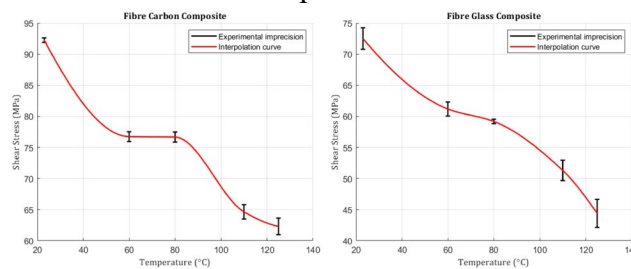 Fibre Carbon Composite
95
90
85
80
75
70
65
60
Shear Stress (MPa)
20 40 60 80 100 120 140
Temperature (°C)
Experimental imprecision
Interpolation curve
Fibre Glass Composite
75
70
65
60
55
50
45
40
Shear Stress (MPa)
20 40 60 80 100 120 140
Temperature (°C)
Experimental imprecision
Interpolation curve